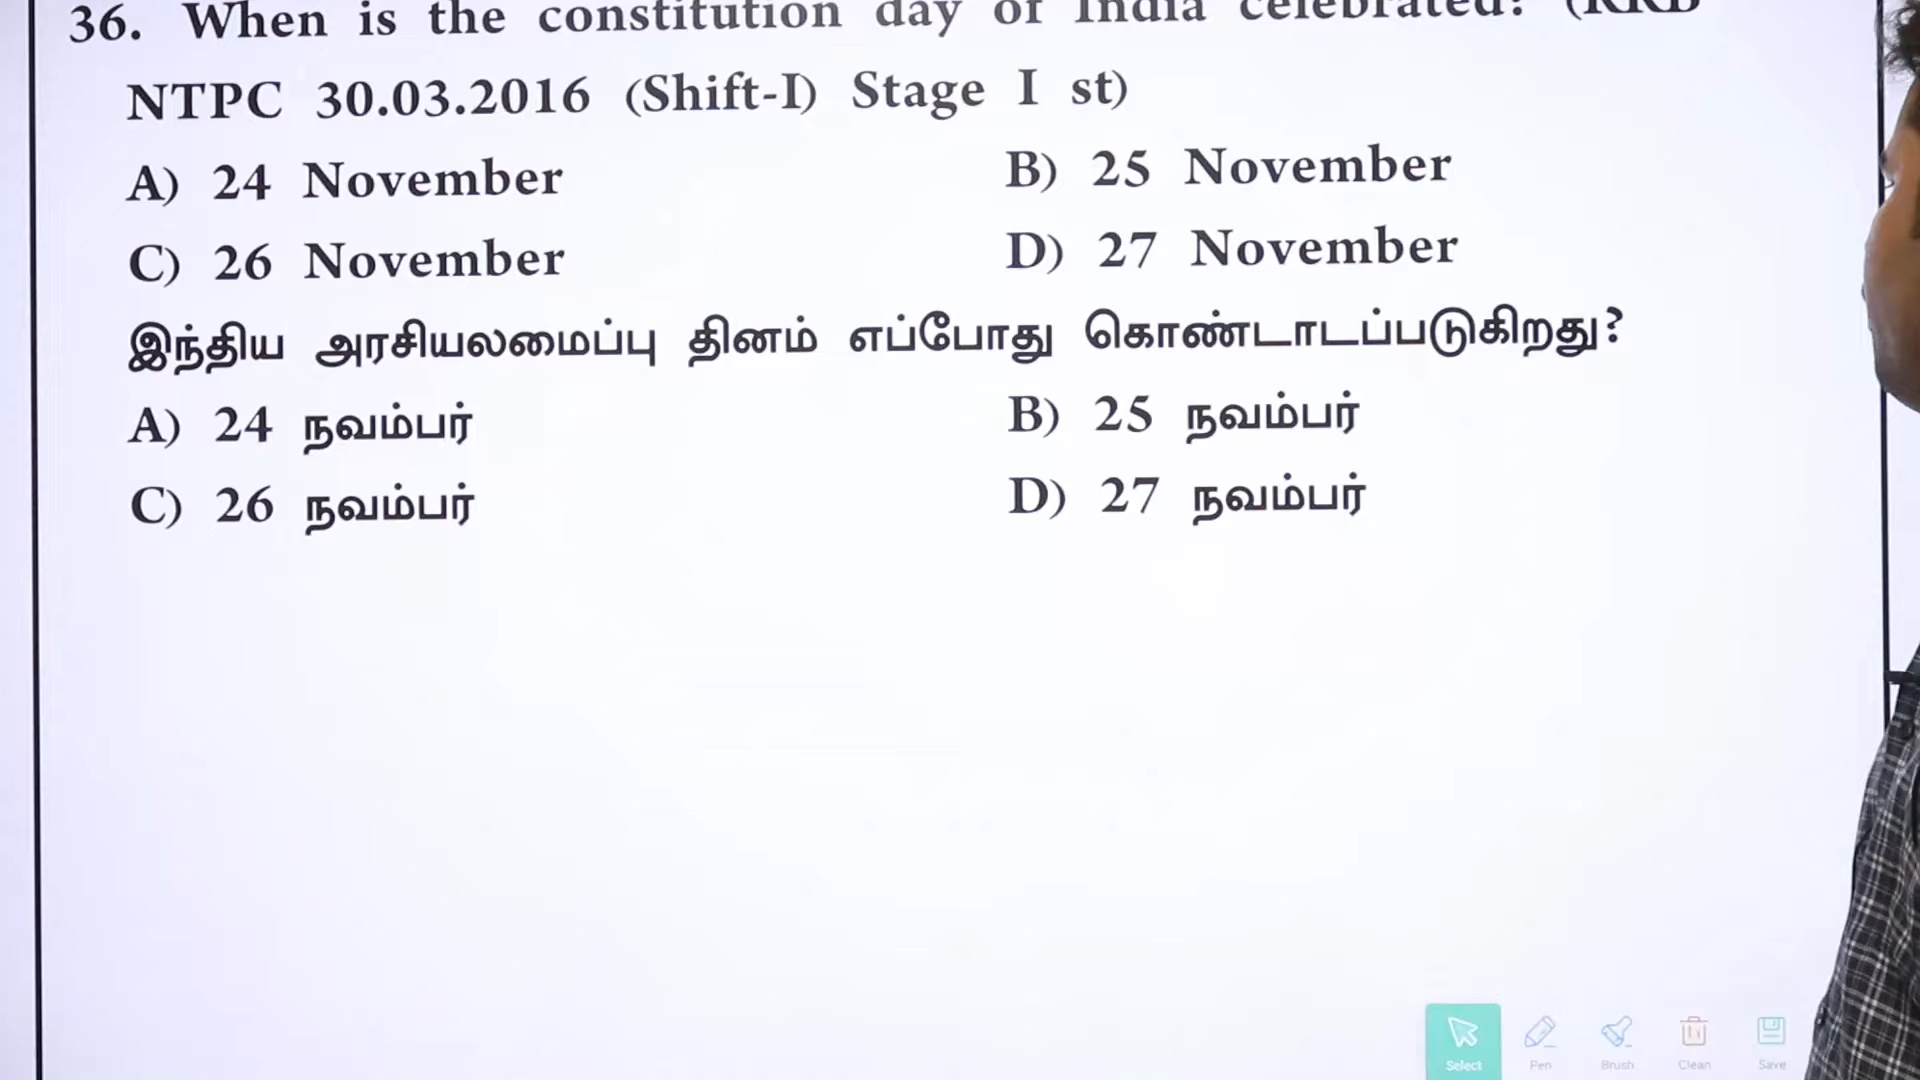 36. When is the constitution day of India celebrated? (RRB
NTPC 30.03.2016 (Shift-I) Stage I st)
A) 24 November B) 25 November
C) 26 November D) 27 November
இந்திய அரசியலமைப்பு தினம் எப்போது கொண்டாடப்படுகிறது?
A) 24 நவம்பர் B) 25 நவம்பர்
C) 26 நவம்பர் D) 27 நவம்பர்
Select Pen Brush Clean Save